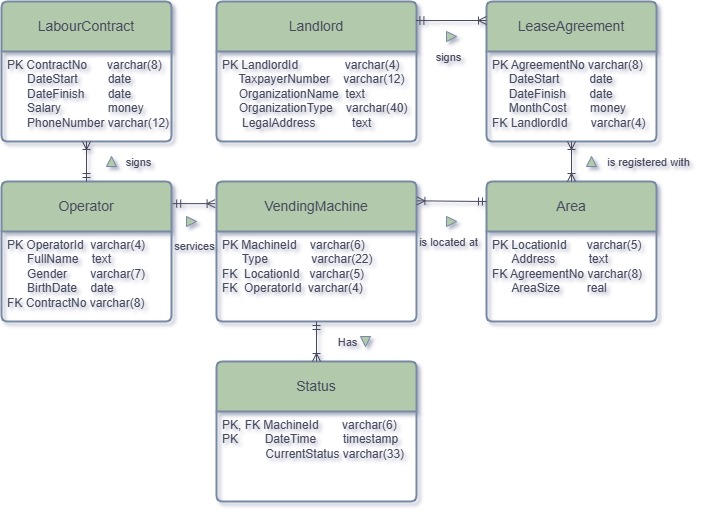 LabourContract
PK ContractNo varchar(8)
DateStart date
DateFinish date
Salary money
PhoneNumber varchar(12)
Landlord
PK LandlordId varchar(4)
TaxpayerNumber varchar(12)
OrganizationName text
OrganizationType varchar(40)
LegalAddress text
signs
LeaseAgreement
PK AgreementNo varchar(8)
DateStart date
DateFinish date
MonthCost money
FK LandlordId varchar(4)
signs
is registered with
Operator
PK OperatorId varchar(4)
FullName text
Gender varchar(7)
BirthDate date
FK ContractNo varchar(8)
services
VendingMachine
PK MachineId varchar(6)
Type varchar(22)
FK LocationId varchar(5)
FK OperatorId varchar(4)
is located at
Area
PK LocationId varchar(5)
Address text
FK AgreementNo varchar(8)
AreaSize real
Has
Status
PK, FK MachineId varchar(6)
PK DateTime timestamp
CurrentStatus varchar(33)